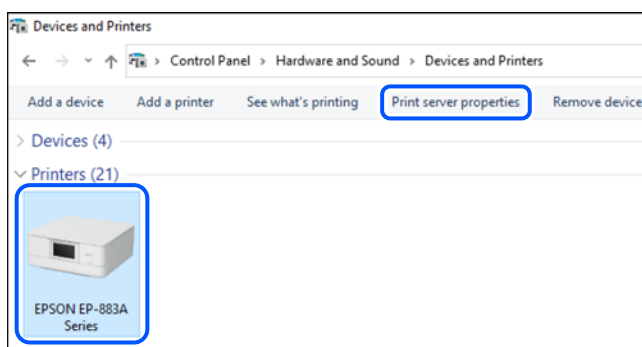 Devices and Printers
Control Panel > Hardware and Sound > Devices and Printers
Add a device Add a printer See what's printing Print server properties Remove device
Devices (4)
Printers (21)
EPSON EP-883A
Series